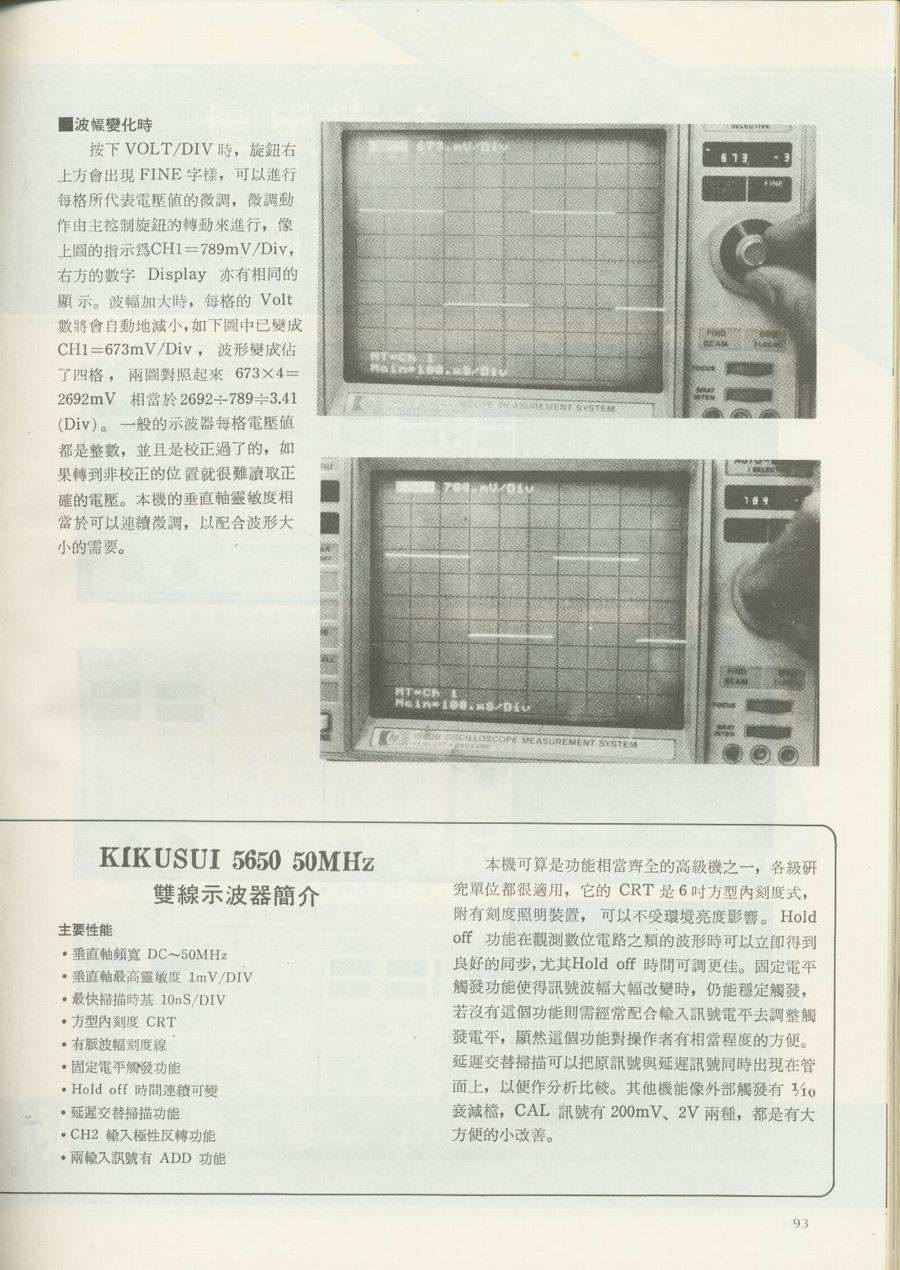 ■波幅變化時
按下 VOLT/DIV 時，旋鈕右
上方會出現 FINE 字樣，可以進行
每格所代表電壓値的微調，微調動
作由主控制旋鈕的轉動來進行，像
上圖的指示爲CH1＝789mV/Div，
右方的數字 Display 亦有相同的
顯示。波幅加大時，每格的 Volt
數將會自動地減小，如下圖中已變成
CH1＝673mV/Div ， 波形變成佔
了四格 ， 兩圖對照起來 673×4＝
2692mV 相當於2692÷789÷3.41
(Div)。一般的示波器每格電壓値
都是整數，並且是校正過了的，如
果轉到非校正的位置就很難讀取正
確的電壓。本機的垂直軸靈敏度相
當於可以連續微調，以配合波形大
小的需要。
673.mV/Div
MT=Ch 1
Main=100.xS/Div
OSCILLOSCOPE MEASUREMENT SYSTEM
SELECTIVE
673 -3
FINE
FIND
BEAM
FOCUS
789.mV/Div
MT=Ch 1
Main=100.xS/Div
OSCILLOSCOPE MEASUREMENT SYSTEM
789 -
FIND
BEAM
FOCUS
KIKUSUI 5650 50MHz
雙線示波器簡介
主要性能
• 垂直軸頻寬 DC～50MHz
• 垂直軸最高靈敏度 1mV/DIV
• 最快掃描時基 10nS/DIV
• 方型內刻度 CRT
• 有脈波幅刻度線
• 固定電平觸發功能
• Hold off 時間連續可變
• 延遲交替掃描功能
• CH2 輸入極性反轉功能
• 兩輸入訊號有 ADD 功能
本機可算是功能相當齊全的高級機之一，各級硏
究單位都很適用，它的 CRT 是 6 吋方型內刻度式，
附有刻度照明裝置， 可以不受環境亮度影響。 Hold
off 功能在觀測數位電路之類的波形時可以立即得到
良好的同步，尤其Hold off 時間可調更佳。固定電平
觸發功能使得訊號波幅大幅改變時，仍能穩定觸發，
若沒有這個功能則需經常配合輸入訊號電平去調整觸
發電平，顯然這個功能對操作者有相當程度的方便。
延遲交替掃描可以把原訊號與延遲訊號同時出現在管
面上，以便作分析比較。其他機能像外部觸發有 1/10
衰減檔，CAL 訊號有 200mV、2V 兩種，都是有大
方便的小改善。
93